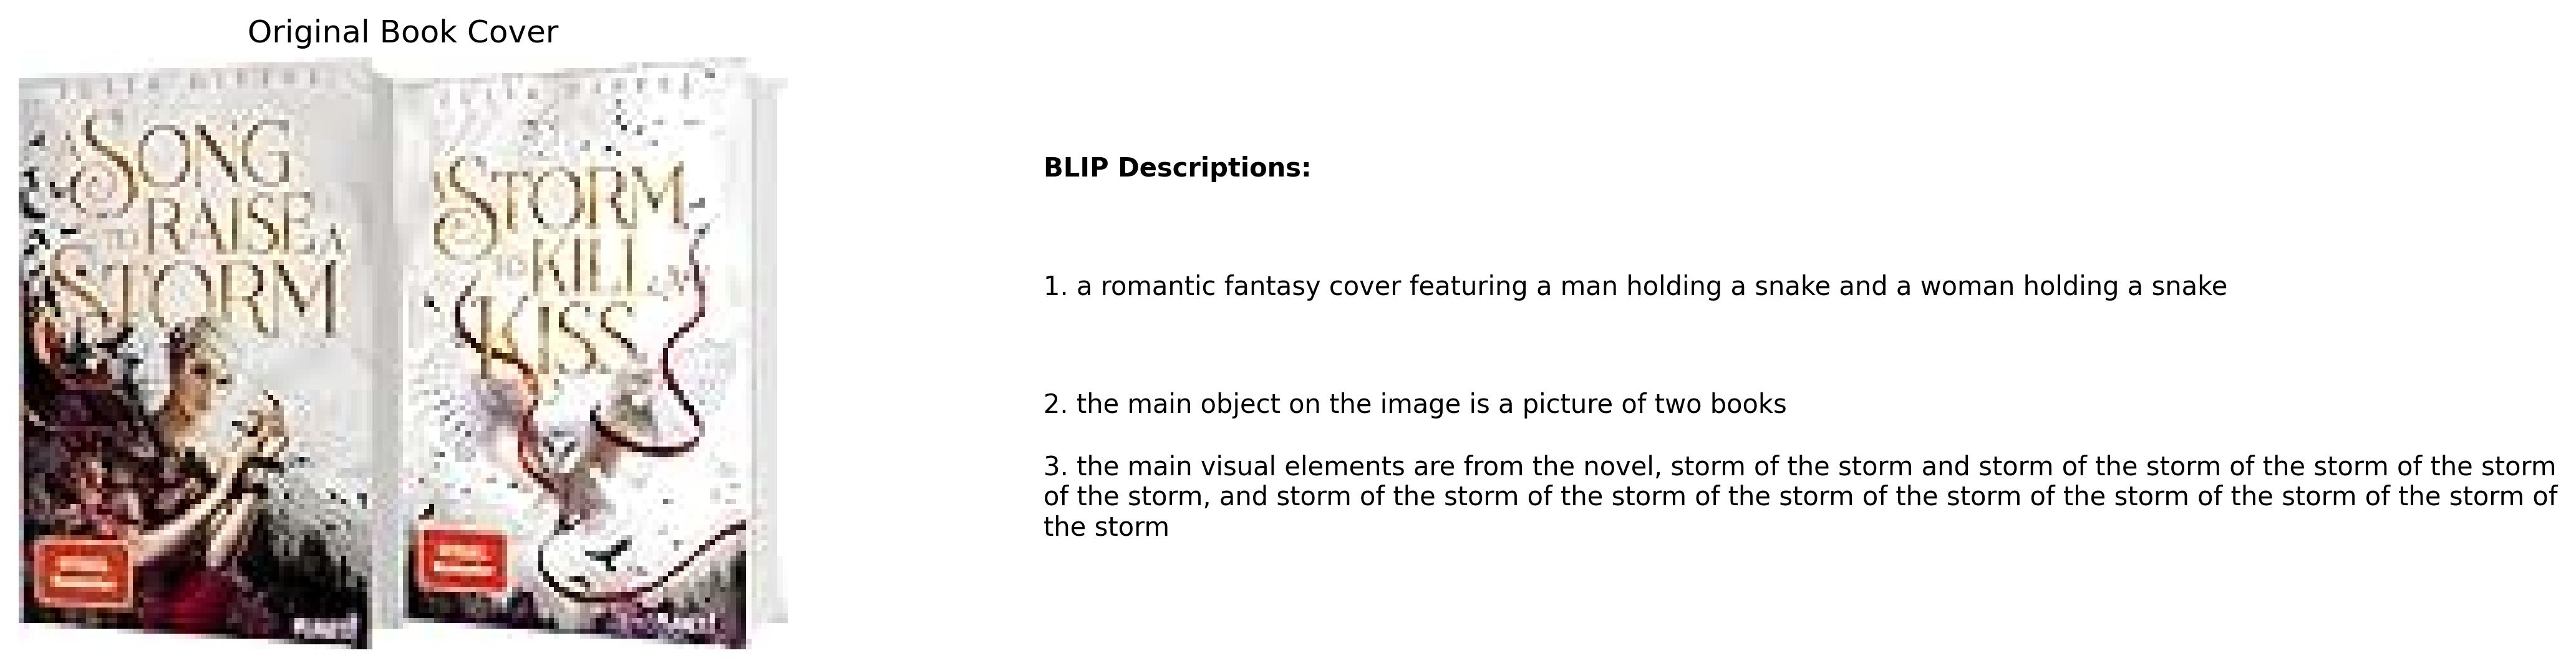 Original Book Cover
SONG
TO RAISE A
STORM
STORM
TO KILL A
KISS
BLIP Descriptions:
1. a romantic fantasy cover featuring a man holding a snake and a woman holding a snake
2. the main object on the image is a picture of two books
3. the main visual elements are from the novel, storm of the storm and storm of the storm of the storm of the storm
of the storm, and storm of the storm of the storm of the storm of the storm of the storm of the storm of the storm of
the storm